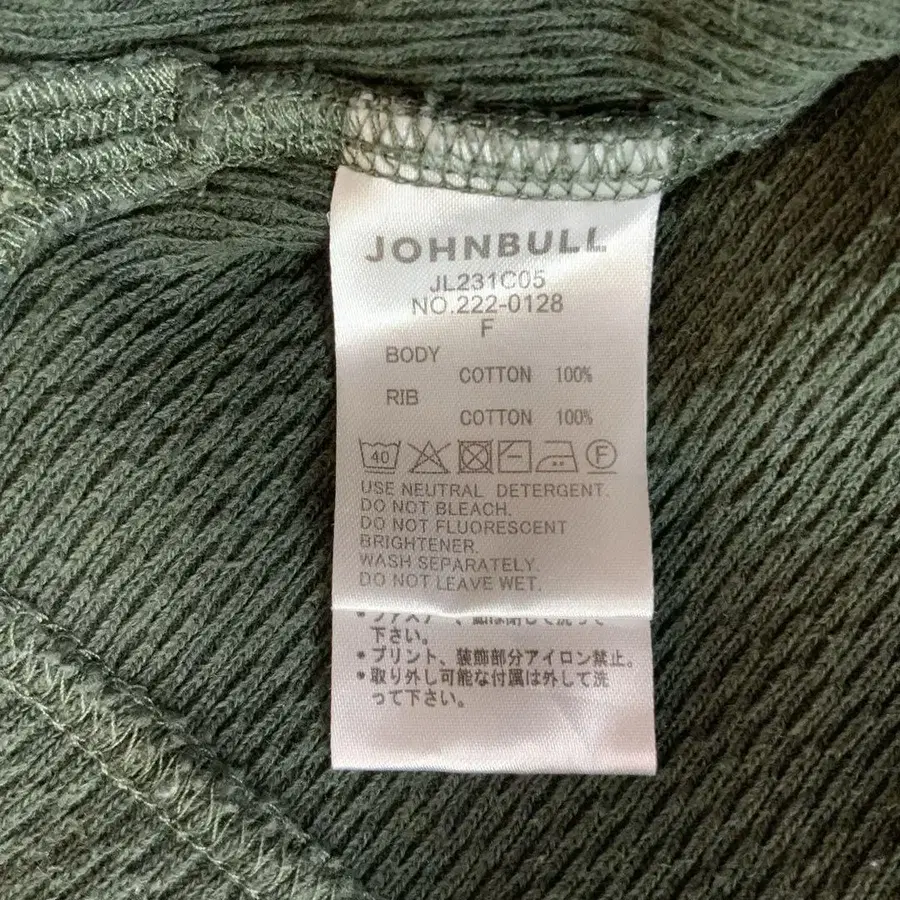 JOHNBULL
JL231C05
NO.222-0128
F
BODY
COTTON 100%
RIB
COTTON 100%
40
F
USE NEUTRAL DETERGENT.
DO NOT BLEACH.
DO NOT FLUORESCENT
BRIGHTENER.
WASH SEPARATELY.
DO NOT LEAVE WET.
下さい。
•プリント、装飾部分アイロン禁止。
•取り外し可能な付属は外して洗
って下さい。